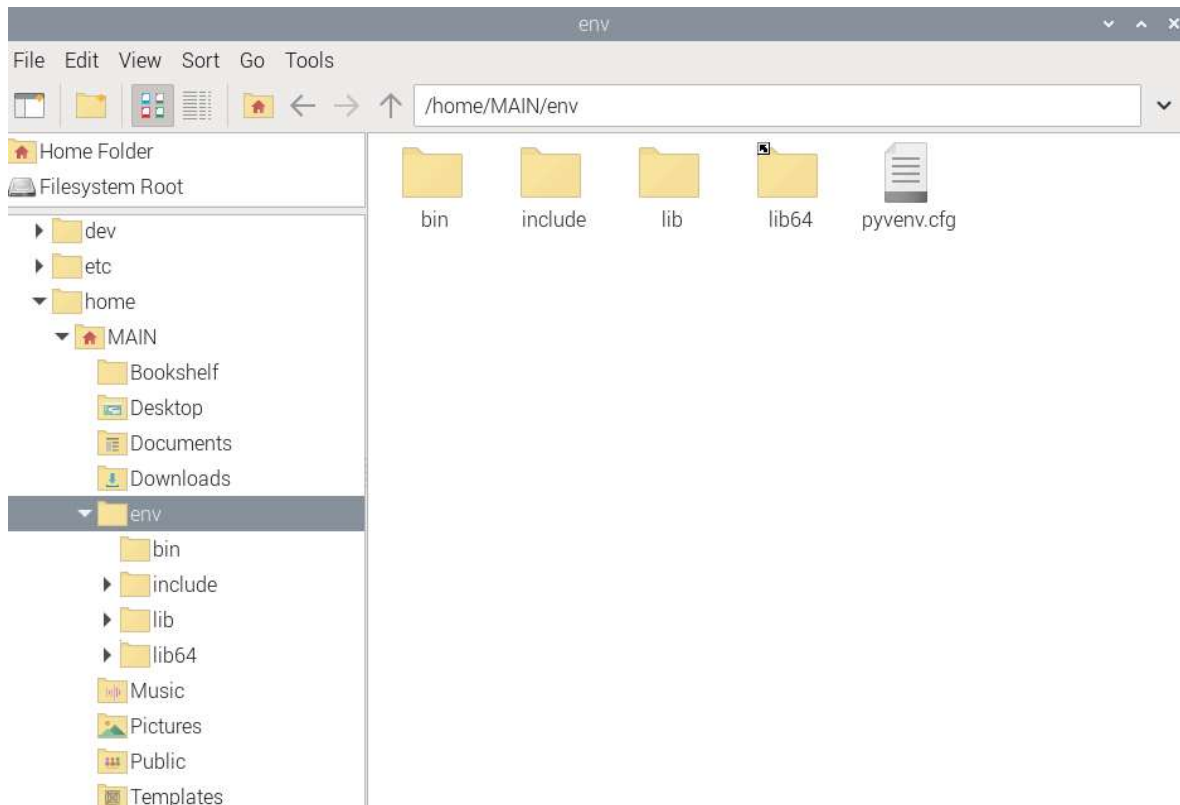 env
File Edit View Sort Go Tools
/home/MAIN/env
Home Folder
Filesystem Root
dev
etc
home
MAIN
Bookshelf
Desktop
Documents
Downloads
env
bin
include
lib
lib64
Music
Pictures
Public
Templates
bin include lib lib64 pyvenv.cfg